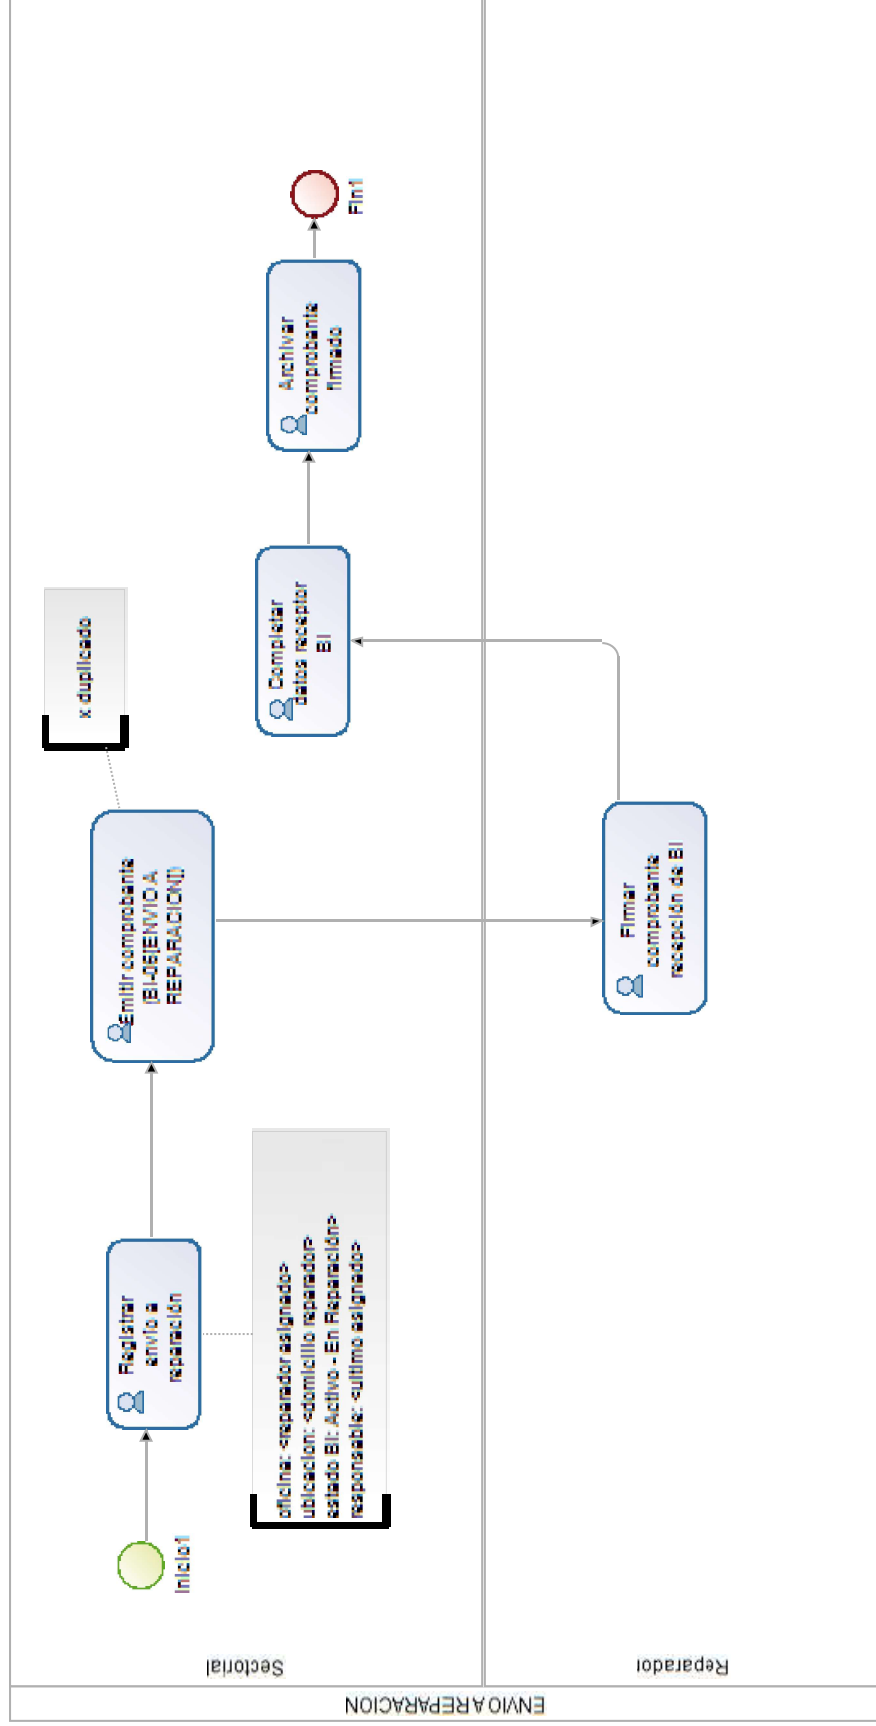 ENVIO A REPARACION
Sectorial
Inicio1
Registrar
envío a
reparación
oficina: <reparador asignado>
ubicacion: <domicilio reparador>
estado BI: Activo - En Reparación>
responsable: <ultimo asignado>
Emitir comprobante
(BI-06[ENVIO A
REPARACION])
x duplicado
Completar
datos receptor
BI
Archivar
comprobante
firmado
Fin1
Reparador
Firmar
comprobante
recepción de BI